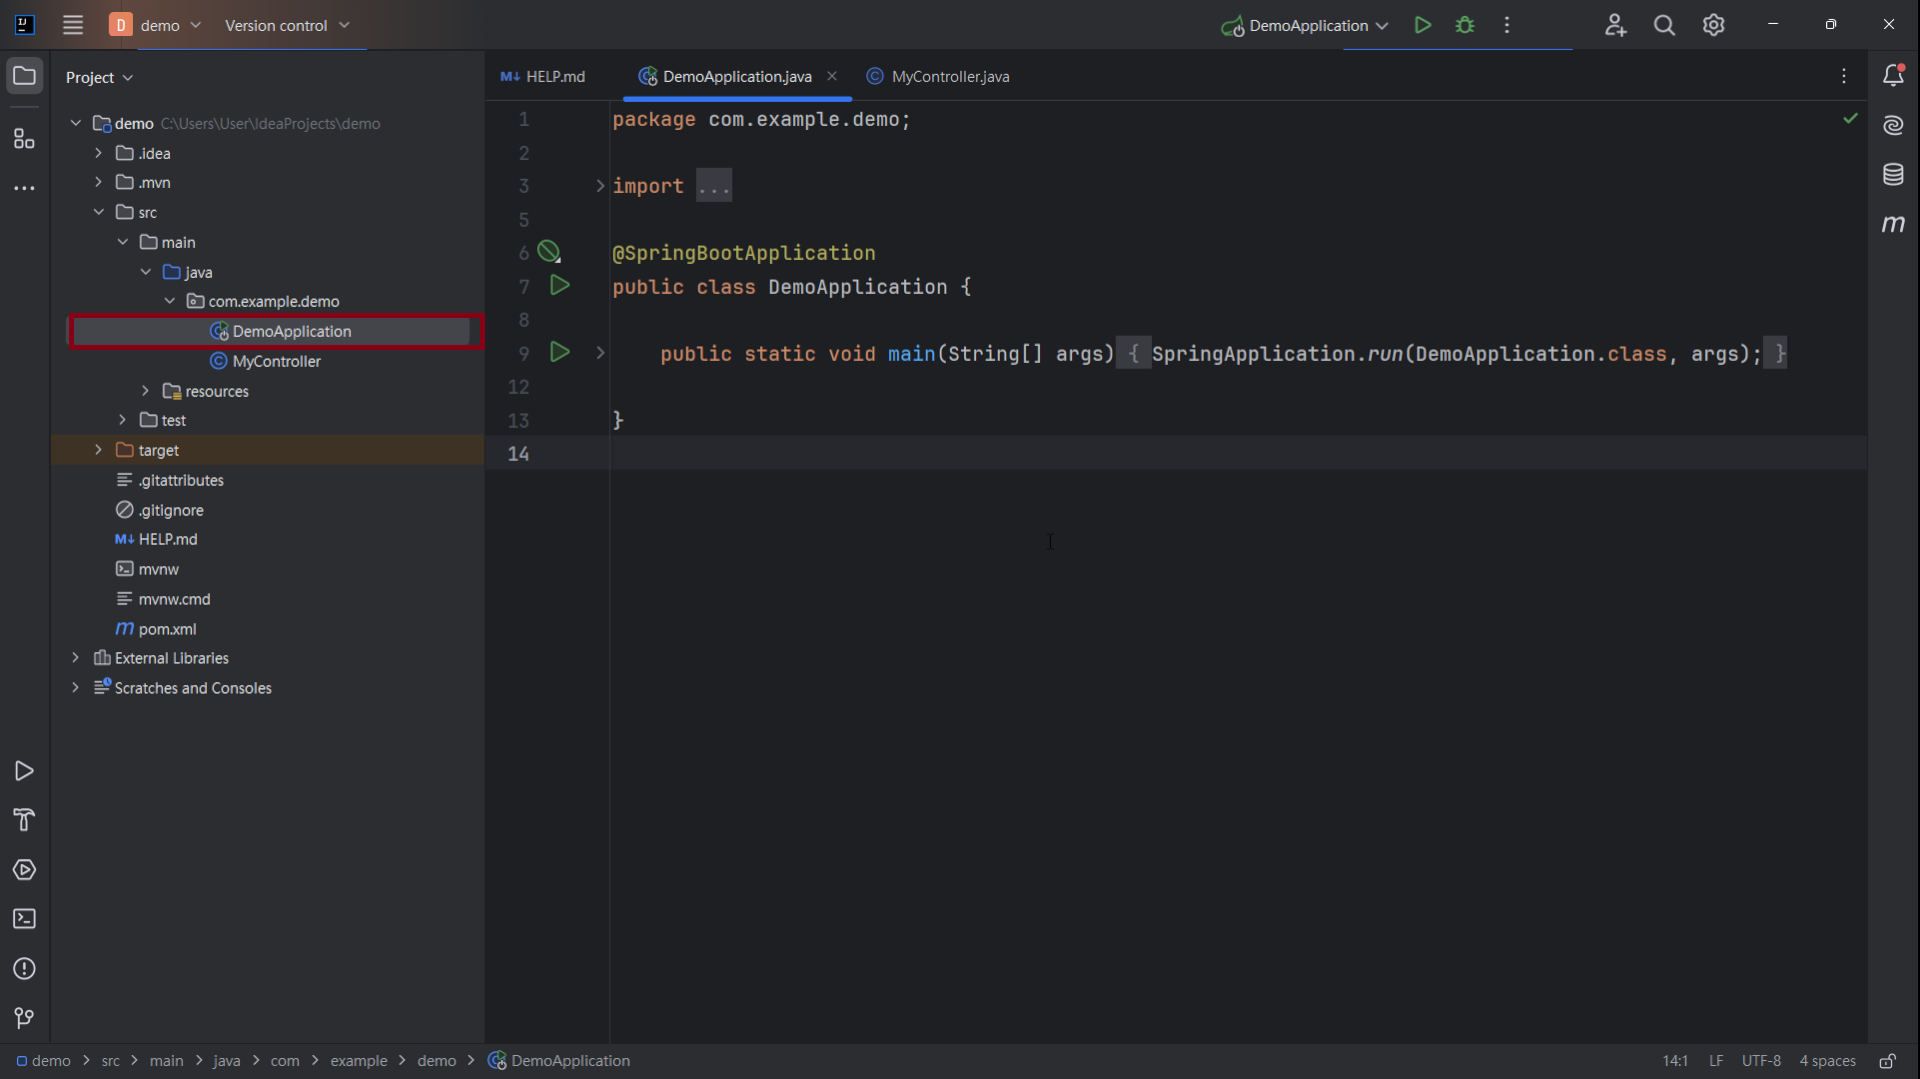 IJ
D demo Version control DemoApplication
Project
HELP.md DemoApplication.java MyController.java
demo C:\Users\User\IdeaProjects\demo
.idea
.mvn
src
main
java
com.example.demo
DemoApplication
MyController
resources
test
target
.gitattributes
.gitignore
M↓ HELP.md
mvnw
mvnw.cmd
m pom.xml
External Libraries
Scratches and Consoles
1 package com.example.demo;
2
3 import ...
5
6 @SpringBootApplication
7 public class DemoApplication {
8
9 public static void main(String[] args) { SpringApplication.run(DemoApplication.class, args); }
12
13 }
14
m
demo > src > main > java > com > example > demo > DemoApplication
14:1 LF UTF-8 4 spaces